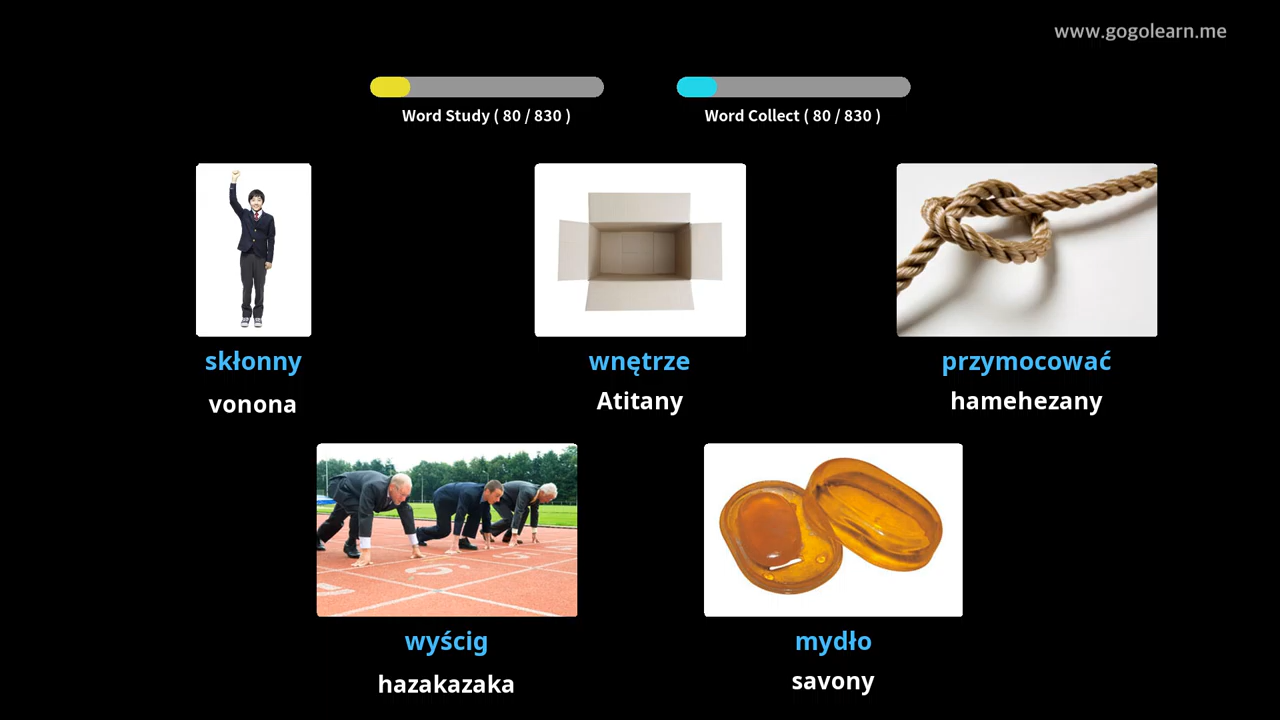 www.gogolearn.me
Word Study ( 80 / 830 )
Word Collect ( 80 / 830 )
skłonny
vonona
wnętrze
Atitany
przymocować
hamehezany
wyścig
hazakazaka
mydło
savony